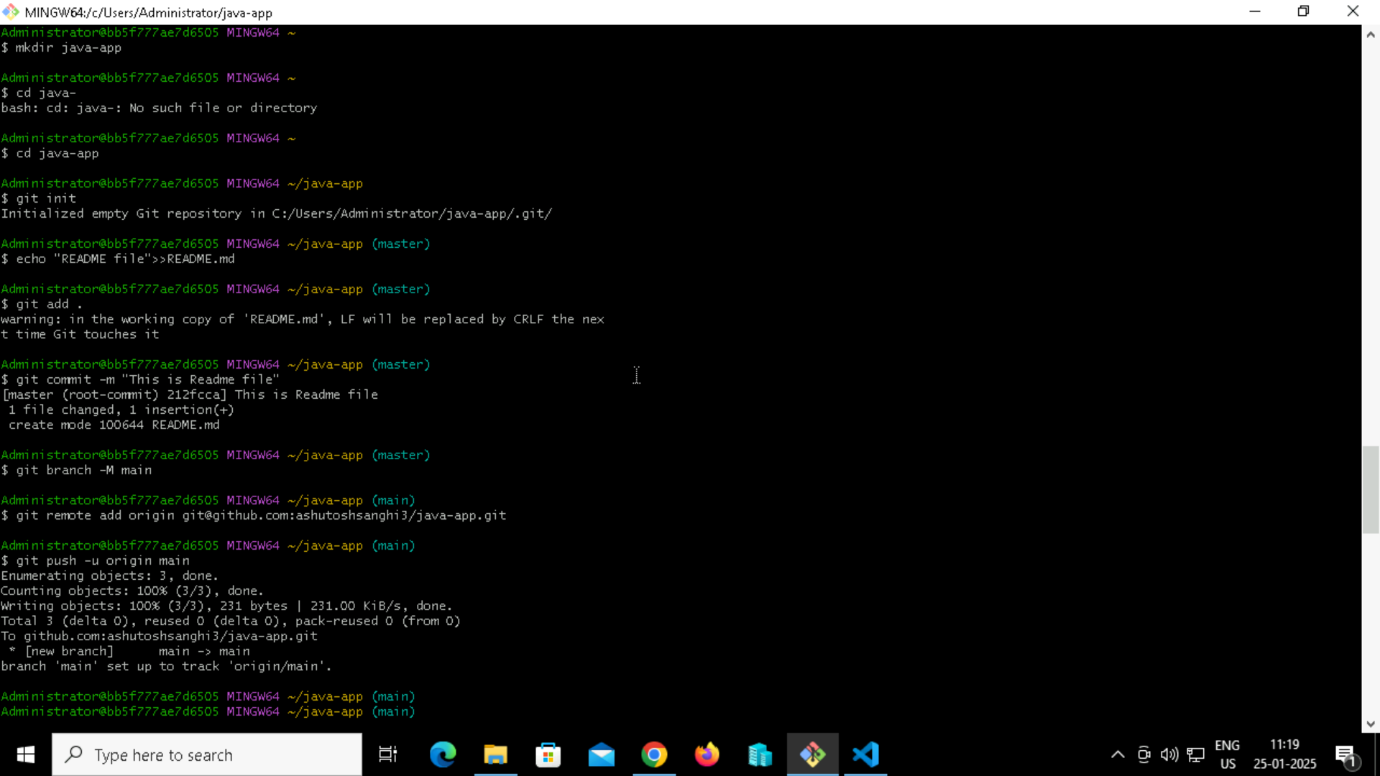 MINGW64:/c/Users/Administrator/java-app
Administrator@bb5f777ae7d6505 MINGW64 ~
$ mkdir java-app
Administrator@bb5f777ae7d6505 MINGW64 ~
$ cd java-
bash: cd: java-: No such file or directory
Administrator@bb5f777ae7d6505 MINGW64 ~
$ cd java-app
Administrator@bb5f777ae7d6505 MINGW64 ~/java-app
$ git init
Initialized empty Git repository in C:/Users/Administrator/java-app/.git/
Administrator@bb5f777ae7d6505 MINGW64 ~/java-app (master)
$ echo "README file">>README.md
Administrator@bb5f777ae7d6505 MINGW64 ~/java-app (master)
$ git add .
warning: in the working copy of 'README.md', LF will be replaced by CRLF the nex
t time Git touches it
Administrator@bb5f777ae7d6505 MINGW64 ~/java-app (master)
$ git commit -m "This is Readme file"
[master (root-commit) 212fcca] This is Readme file
1 file changed, 1 insertion(+)
create mode 100644 README.md
Administrator@bb5f777ae7d6505 MINGW64 ~/java-app (master)
$ git branch -M main
Administrator@bb5f777ae7d6505 MINGW64 ~/java-app (main)
$ git remote add origin git@github.com:ashutoshsanghi3/java-app.git
Administrator@bb5f777ae7d6505 MINGW64 ~/java-app (main)
$ git push -u origin main
Enumerating objects: 3, done.
Counting objects: 100% (3/3), done.
Writing objects: 100% (3/3), 231 bytes | 231.00 KiB/s, done.
Total 3 (delta 0), reused 0 (delta 0), pack-reused 0 (from 0)
To github.com:ashutoshsanghi3/java-app.git
* [new branch]      main -> main
branch 'main' set up to track 'origin/main'.
Administrator@bb5f777ae7d6505 MINGW64 ~/java-app (main)
Administrator@bb5f777ae7d6505 MINGW64 ~/java-app (main)
Type here to search
ENG
US
11:19
25-01-2025
1